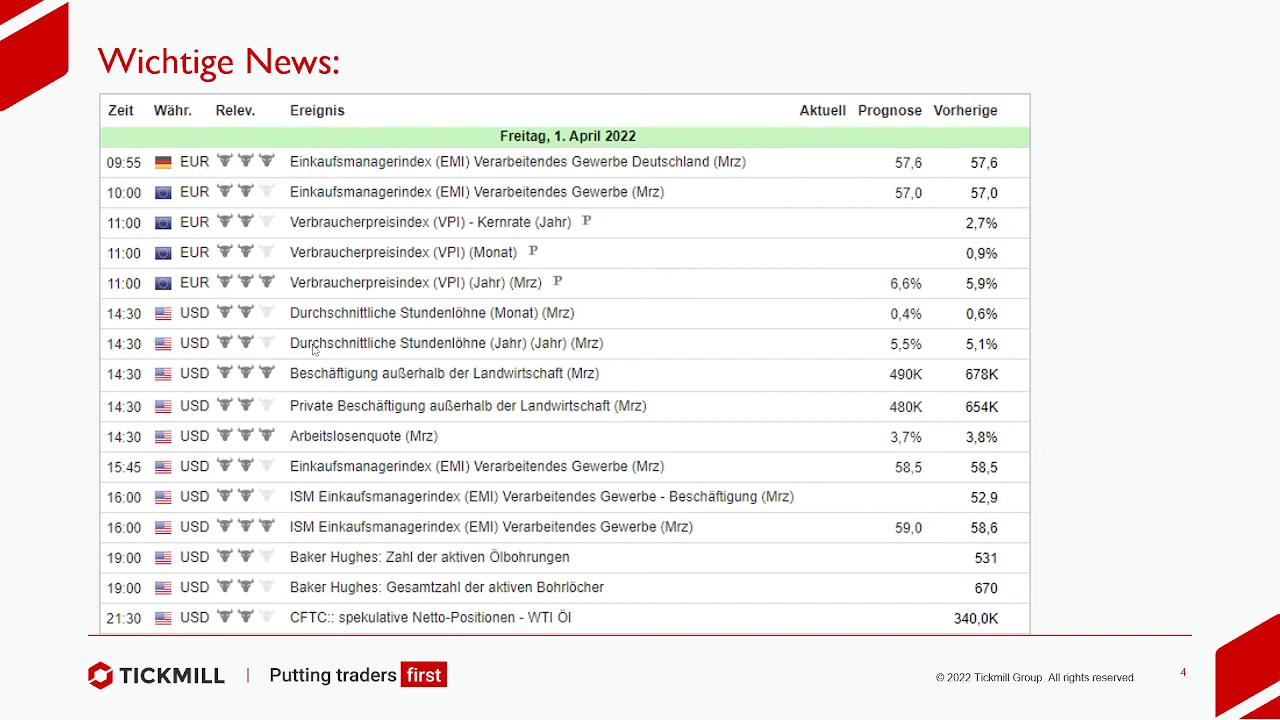 Wichtige News:
Zeit Währ. Relev. Ereignis Aktuell Prognose Vorherige
Freitag, 1. April 2022
09:55 EUR Einkaufsmanagerindex (EMI) Verarbeitendes Gewerbe Deutschland (Mrz) 57,6 57,6
10:00 EUR Einkaufsmanagerindex (EMI) Verarbeitendes Gewerbe (Mrz) 57,0 57,0
11:00 EUR Verbraucherpreisindex (VPI) - Kernrate (Jahr) P 2,7%
11:00 EUR Verbraucherpreisindex (VPI) (Monat) P 0,9%
11:00 EUR Verbraucherpreisindex (VPI) (Jahr) (Mrz) P 6,6% 5,9%
14:30 USD Durchschnittliche Stundenlöhne (Monat) (Mrz) 0,4% 0,6%
14:30 USD Durchschnittliche Stundenlöhne (Jahr) (Jahr) (Mrz) 5,5% 5,1%
14:30 USD Beschäftigung außerhalb der Landwirtschaft (Mrz) 490K 678K
14:30 USD Private Beschäftigung außerhalb der Landwirtschaft (Mrz) 480K 654K
14:30 USD Arbeitslosenquote (Mrz) 3,7% 3,8%
15:45 USD Einkaufsmanagerindex (EMI) Verarbeitendes Gewerbe (Mrz) 58,5 58,5
16:00 USD ISM Einkaufsmanagerindex (EMI) Verarbeitendes Gewerbe - Beschäftigung (Mrz) 52,9
16:00 USD ISM Einkaufsmanagerindex (EMI) Verarbeitendes Gewerbe (Mrz) 59,0 58,6
19:00 USD Baker Hughes: Zahl der aktiven Ölbohrungen 531
19:00 USD Baker Hughes: Gesamtzahl der aktiven Bohrlöcher 670
21:30 USD CFTC:: spekulative Netto-Positionen - WTI Öl 340,0K
TICKMILL | Putting traders first
© 2022 Tickmill Group. All rights reserved. 4